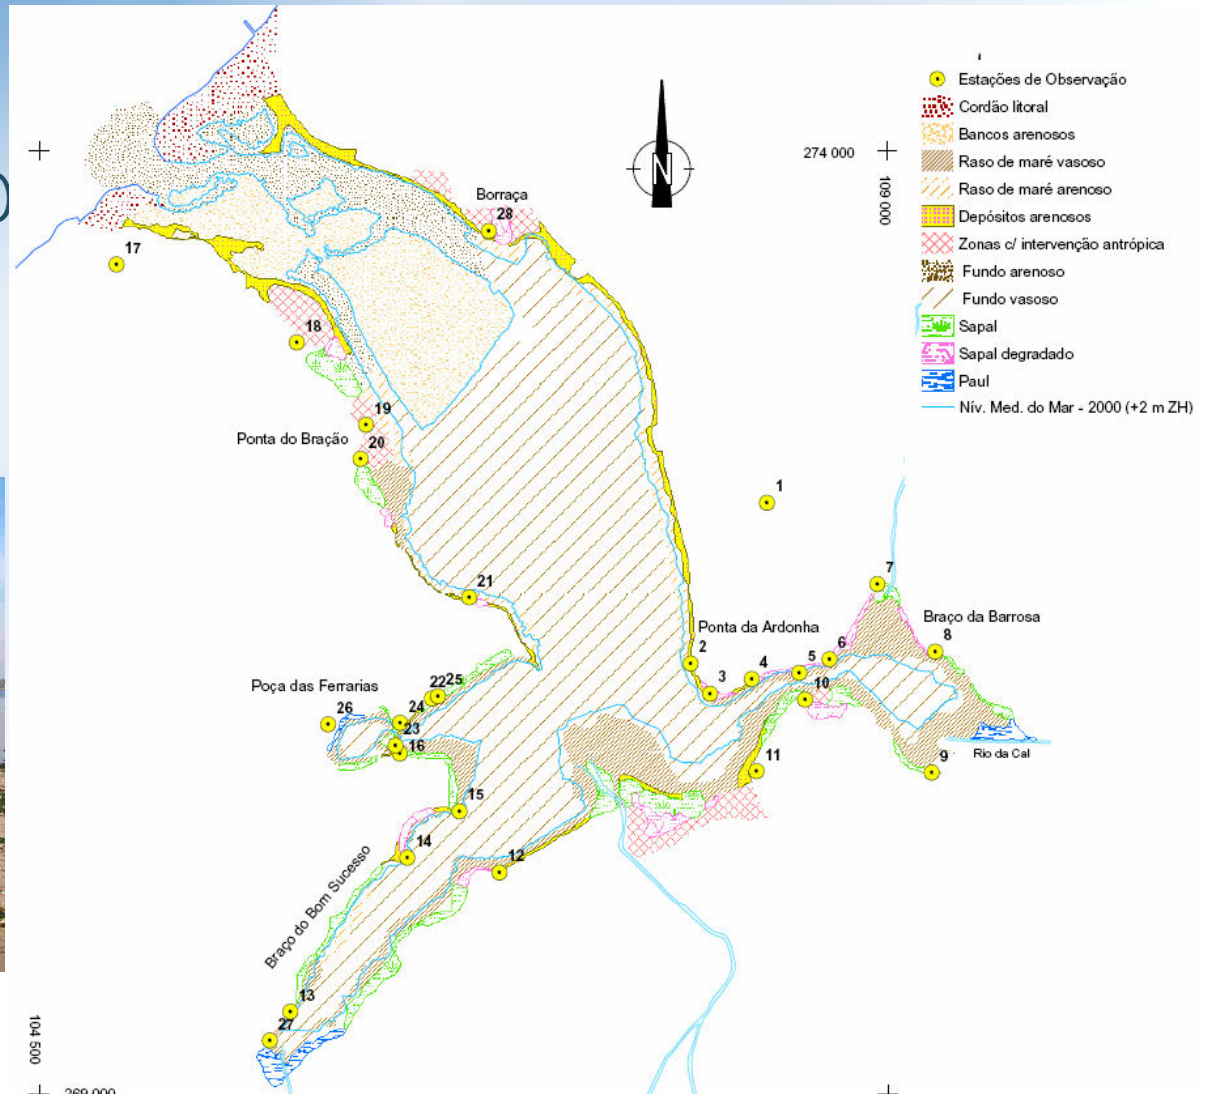 Estações de Observação
Cordão litoral
Bancos arenosos
Raso de maré vasoso
Raso de maré arenoso
Depósitos arenosos
Zonas c/ intervenção antrópica
Fundo arenoso
Fundo vasoso
Sapal
Sapal degradado
Paul
Nív. Med. do Mar - 2000 (+2 m ZH)
274 000
109 000
N
Borraça
28
17
18
19
Ponta do Bração
20
1
21
7
Ponta da Ardonha
Braço da Barrosa
2
3
4
5
6
8
10
Poça das Ferrarias
22
25
26
24
23
16
Rio da Cal
9
11
15
14
12
Braço do Bom Sucesso
13
27
104 500
269 000